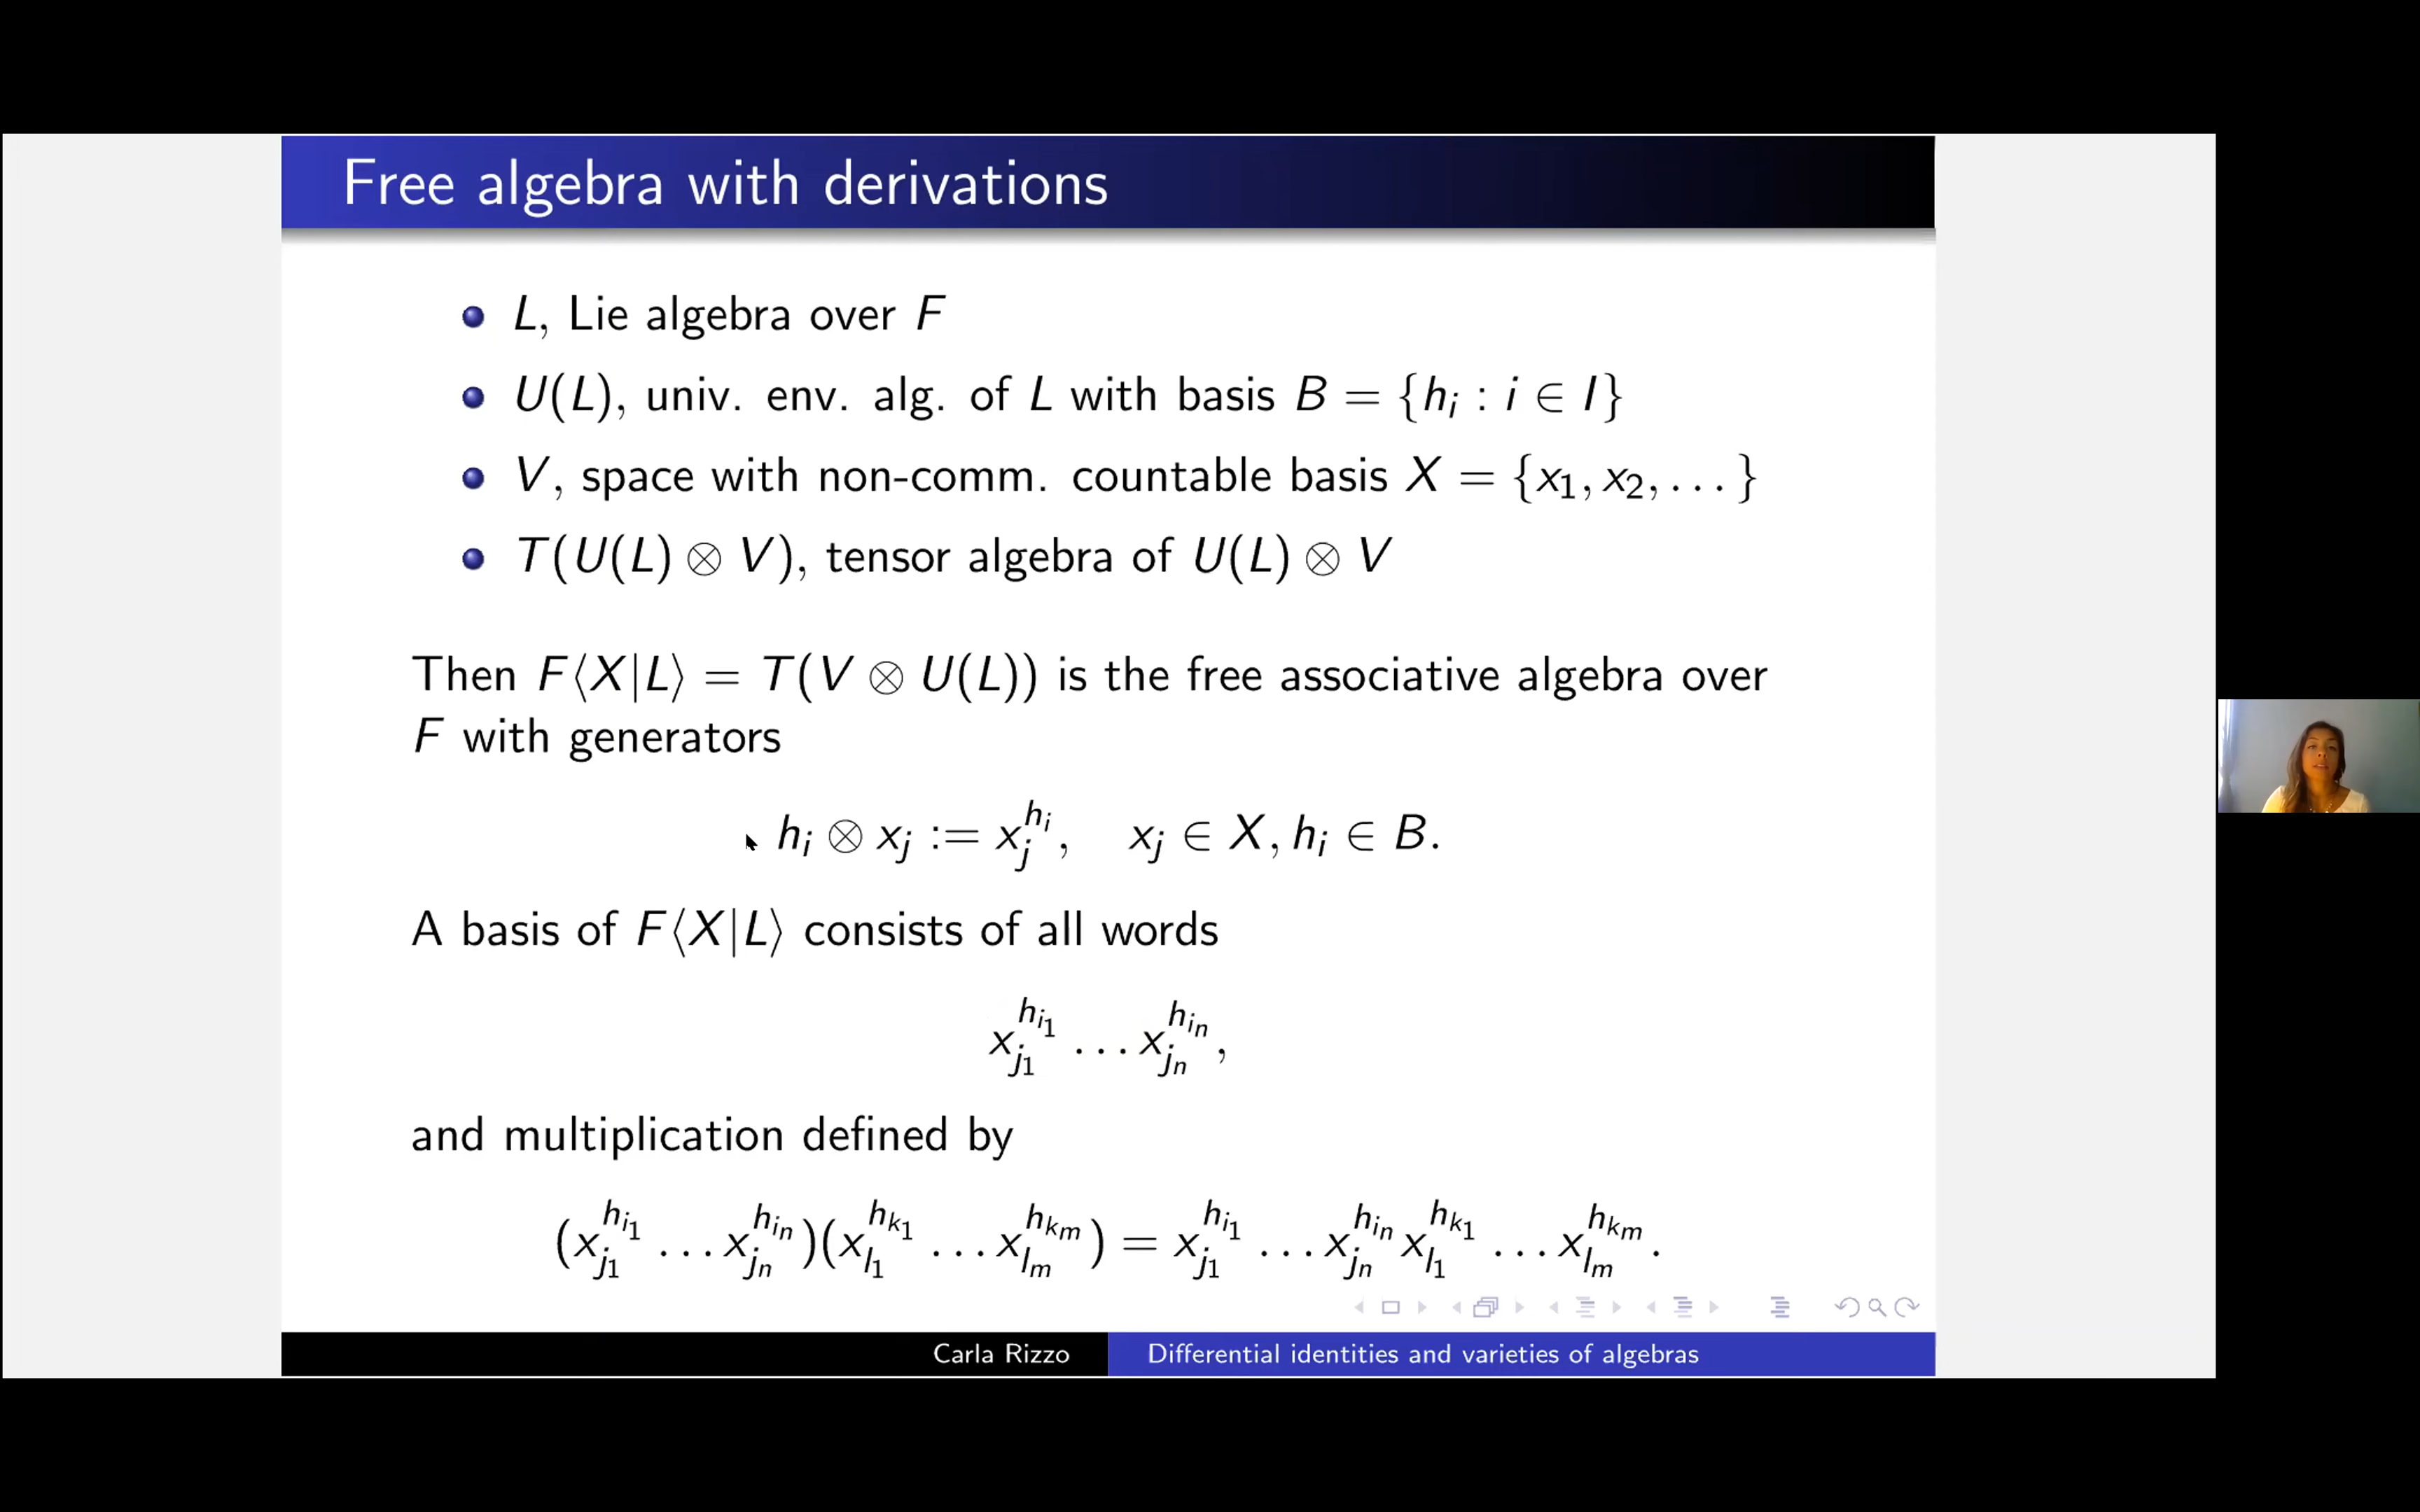 Free algebra with derivations
L, Lie algebra over F
U(L), univ. env. alg. of L with basis B = {h_i : i ∈ I}
V, space with non-comm. countable basis X = {x_1, x_2, . . . }
T(U(L) ⊗ V), tensor algebra of U(L) ⊗ V
Then F⟨X|L⟩ = T(V ⊗ U(L)) is the free associative algebra over
F with generators
h_i ⊗ x_j := x_j^{h_i}, x_j ∈ X, h_i ∈ B.
A basis of F⟨X|L⟩ consists of all words
x_{j_1}^{h_{i_1}} . . . x_{j_n}^{h_{i_n}},
and multiplication defined by
(x_{j_1}^{h_{i_1}} . . . x_{j_n}^{h_{i_n}})(x_{l_1}^{h_{k_1}} . . . x_{l_m}^{h_{k_m}}) = x_{j_1}^{h_{i_1}} . . . x_{j_n}^{h_{i_n}} x_{l_1}^{h_{k_1}} . . . x_{l_m}^{h_{k_m}}.
Carla Rizzo Differential identities and varieties of algebras